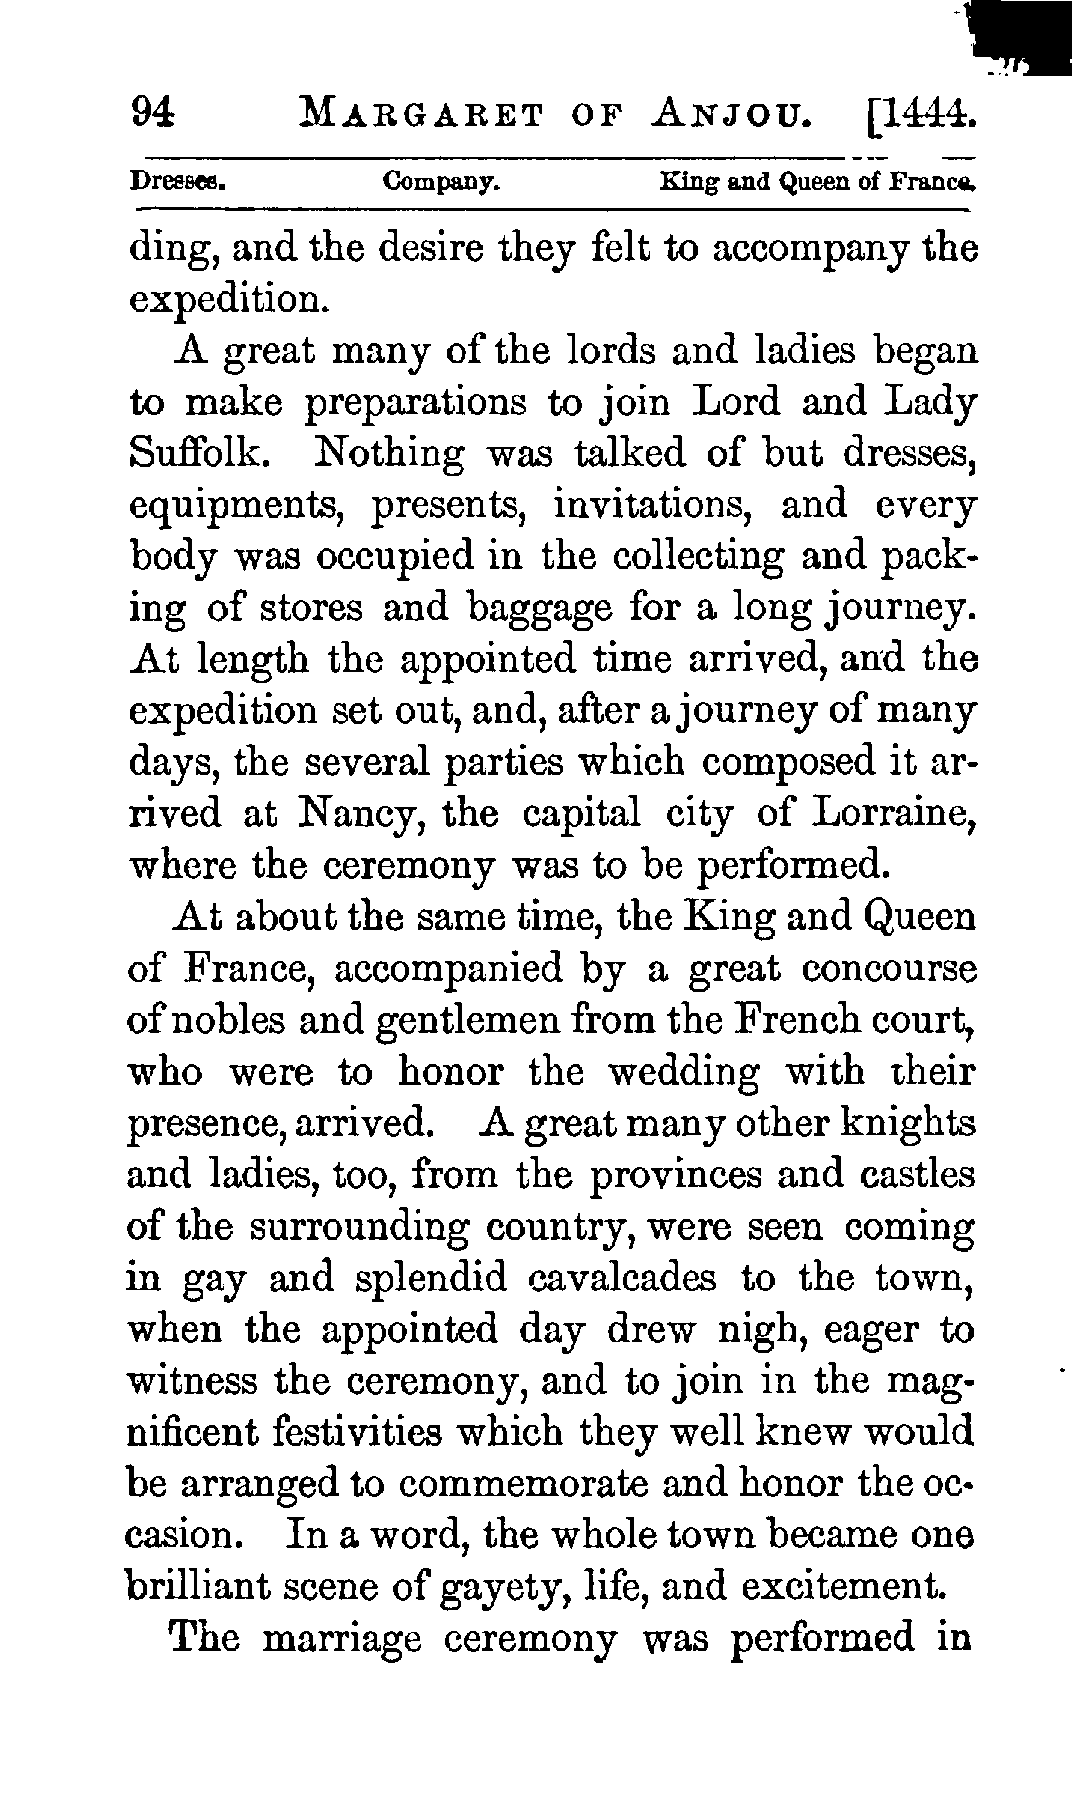 94 MARGARET OF ANJOU. [1444.
Dresses. Company. King and Queen of France.
ding, and the desire they felt to accompany the
expedition.
A great many of the lords and ladies began
to make preparations to join Lord and Lady
Suffolk. Nothing was talked of but dresses,
equipments, presents, invitations, and every
body was occupied in the collecting and pack-
ing of stores and baggage for a long journey.
At length the appointed time arrived, and the
expedition set out, and, after a journey of many
days, the several parties which composed it ar-
rived at Nancy, the capital city of Lorraine,
where the ceremony was to be performed.
At about the same time, the King and Queen
of France, accompanied by a great concourse
of nobles and gentlemen from the French court,
who were to honor the wedding with their
presence, arrived. A great many other knights
and ladies, too, from the provinces and castles
of the surrounding country, were seen coming
in gay and splendid cavalcades to the town,
when the appointed day drew nigh, eager to
witness the ceremony, and to join in the mag-
nificent festivities which they well knew would
be arranged to commemorate and honor the oc-
casion. In a word, the whole town became one
brilliant scene of gayety, life, and excitement.
The marriage ceremony was performed in